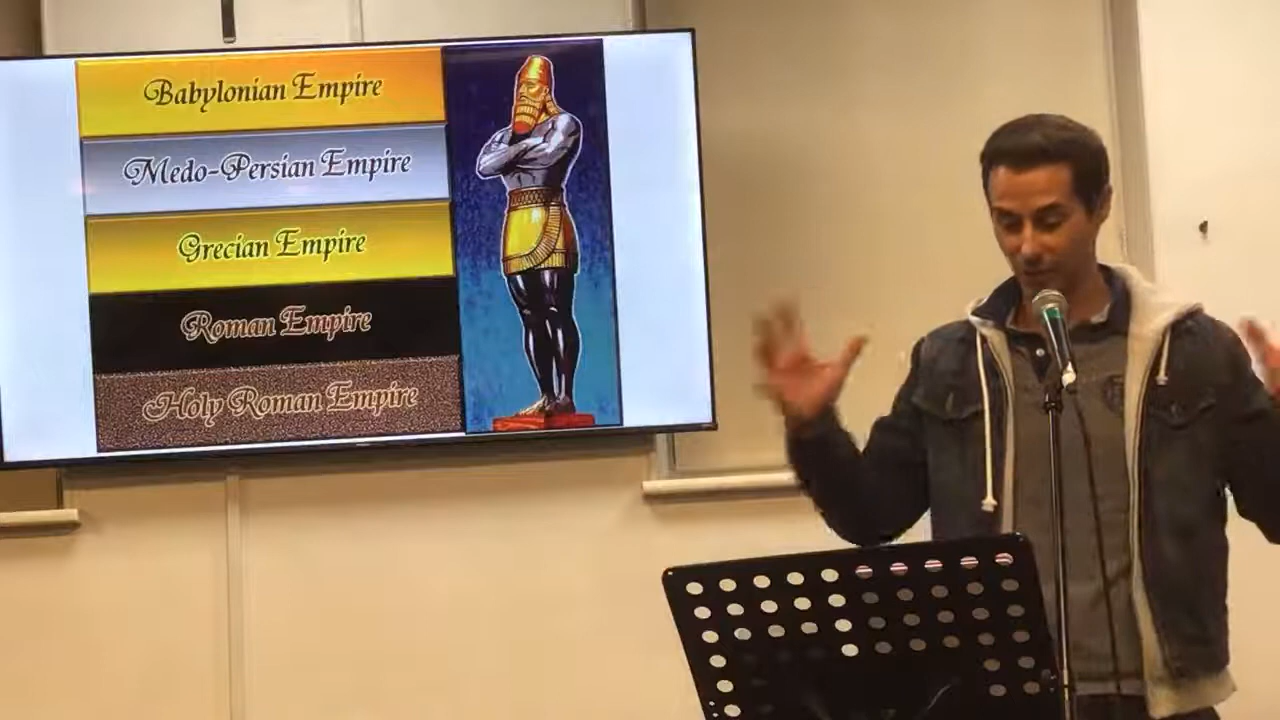 Babylonian Empire
Medo-Persian Empire
Grecian Empire
Roman Empire
Holy Roman Empire